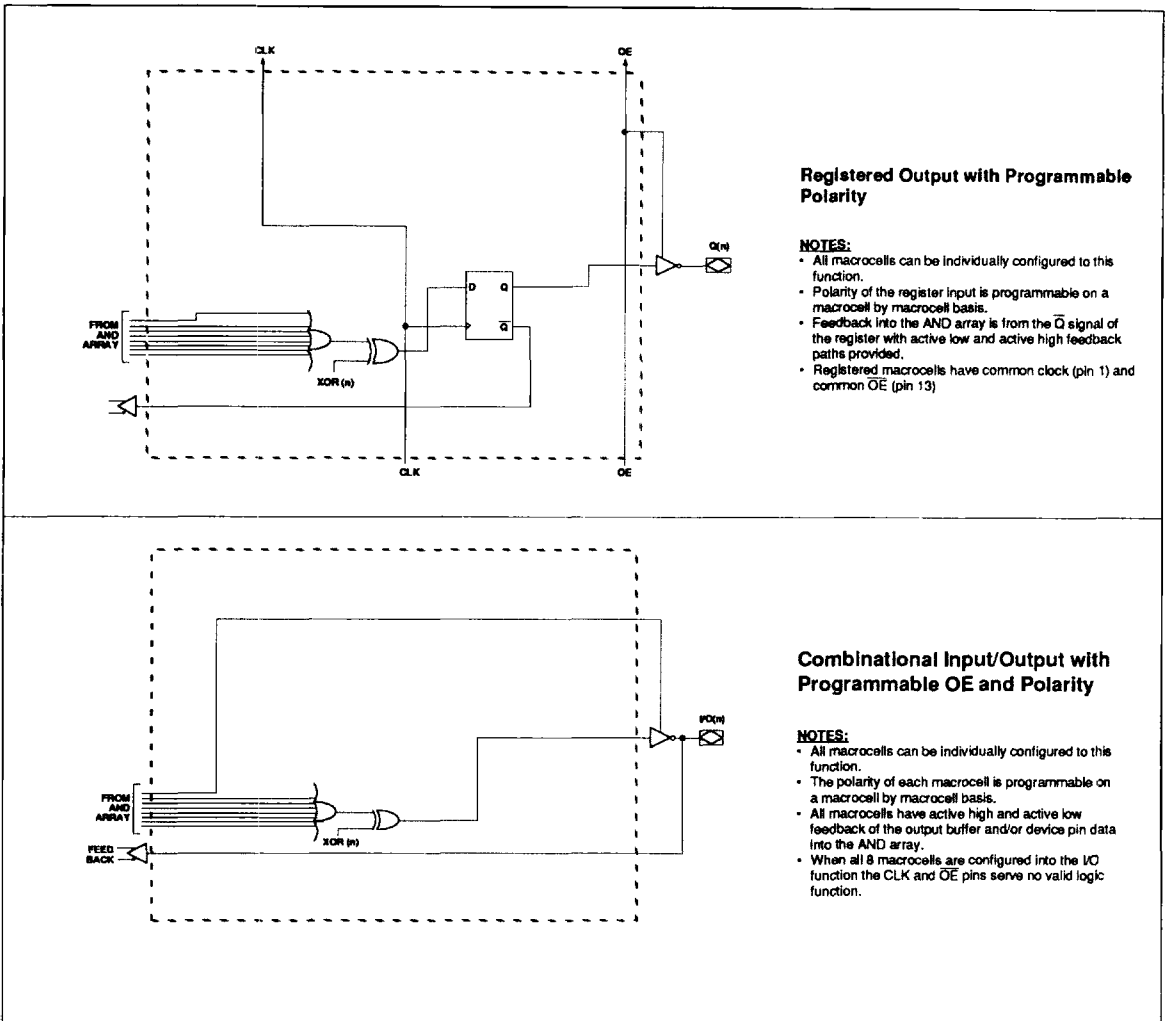 CLK
OE
Registered Output with Programmable
Polarity
NOTES:
• All macrocells can be individually configured to this
function.
• Polarity of the register input is programmable on a
macrocell by macrocell basis.
• Feedback into the AND array is from the Q̅ signal of
the register with active low and active high feedback
paths provided.
• Registered macrocells have common clock (pin 1) and
common O̅E̅ (pin 13)
Q(n)
D Q
Q̅
FROM
AND
ARRAY
XOR (n)
CLK
OE
Combinational Input/Output with
Programmable OE and Polarity
NOTES:
• All macrocells can be individually configured to this
function.
• The polarity of each macrocell is programmable on
a macrocell by macrocell basis.
• All macrocells have active high and active low
feedback of the output buffer and/or device pin data
into the AND array.
• When all 8 macrocells are configured into the I/O
function the CLK and O̅E̅ pins serve no valid logic
function.
I/O(n)
FROM
AND
ARRAY
XOR (n)
FEED
BACK